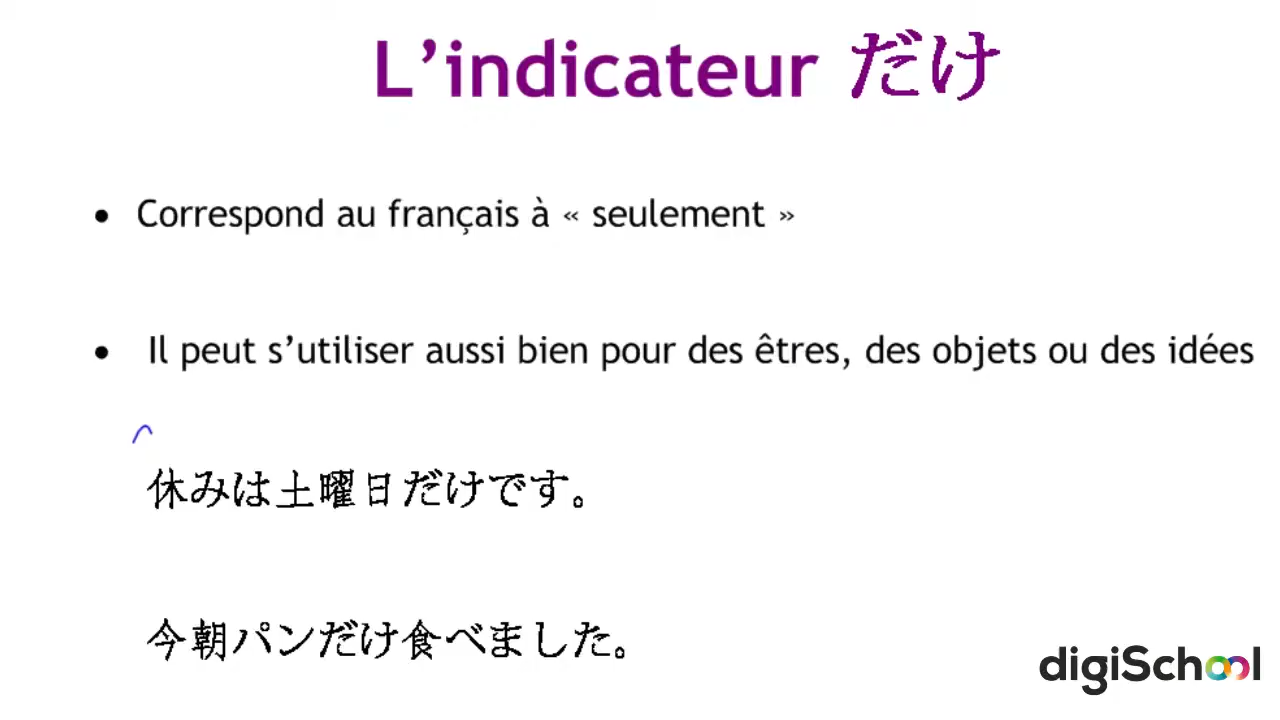 L’indicateur だけ
• Correspond au français à « seulement »
• Il peut s’utiliser aussi bien pour des êtres, des objets ou des idées
休みは土曜日だけです。
今朝パンだけ食べました。
digiSchool